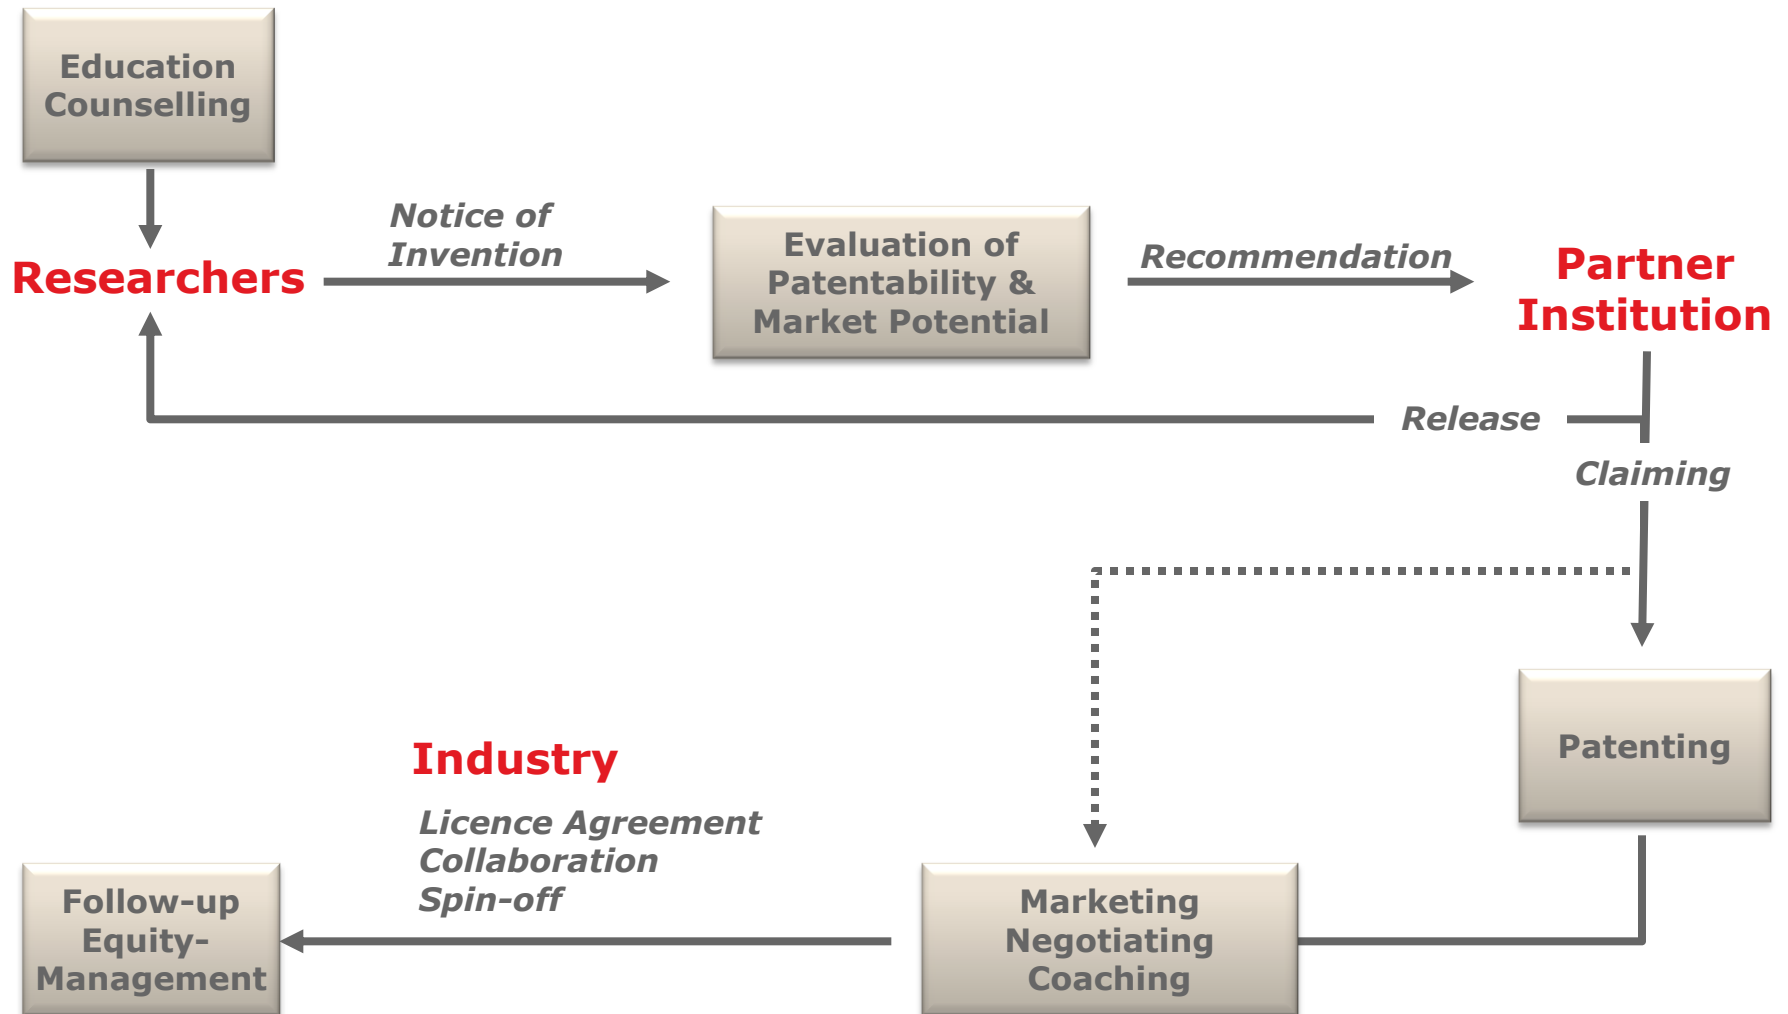 Education
Counselling
Notice of
Invention
Researchers
Evaluation of
Patentability &
Market Potential
Recommendation
Partner
Institution
Release
Claiming
Patenting
Industry
Licence Agreement
Collaboration
Spin-off
Follow-up
Equity-
Management
Marketing
Negotiating
Coaching